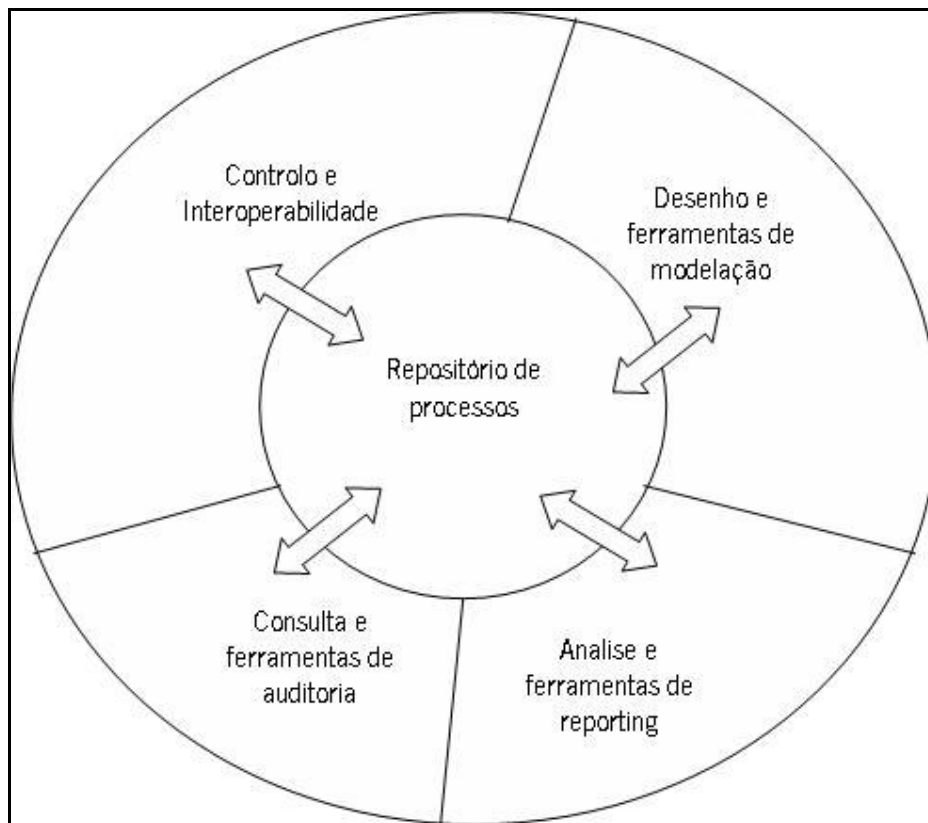 Controlo e
Interoperabilidade
Desenho e
ferramentas de
modelação
Repositório de
processos
Consulta e
ferramentas de
auditoria
Analise e
ferramentas de
reporting